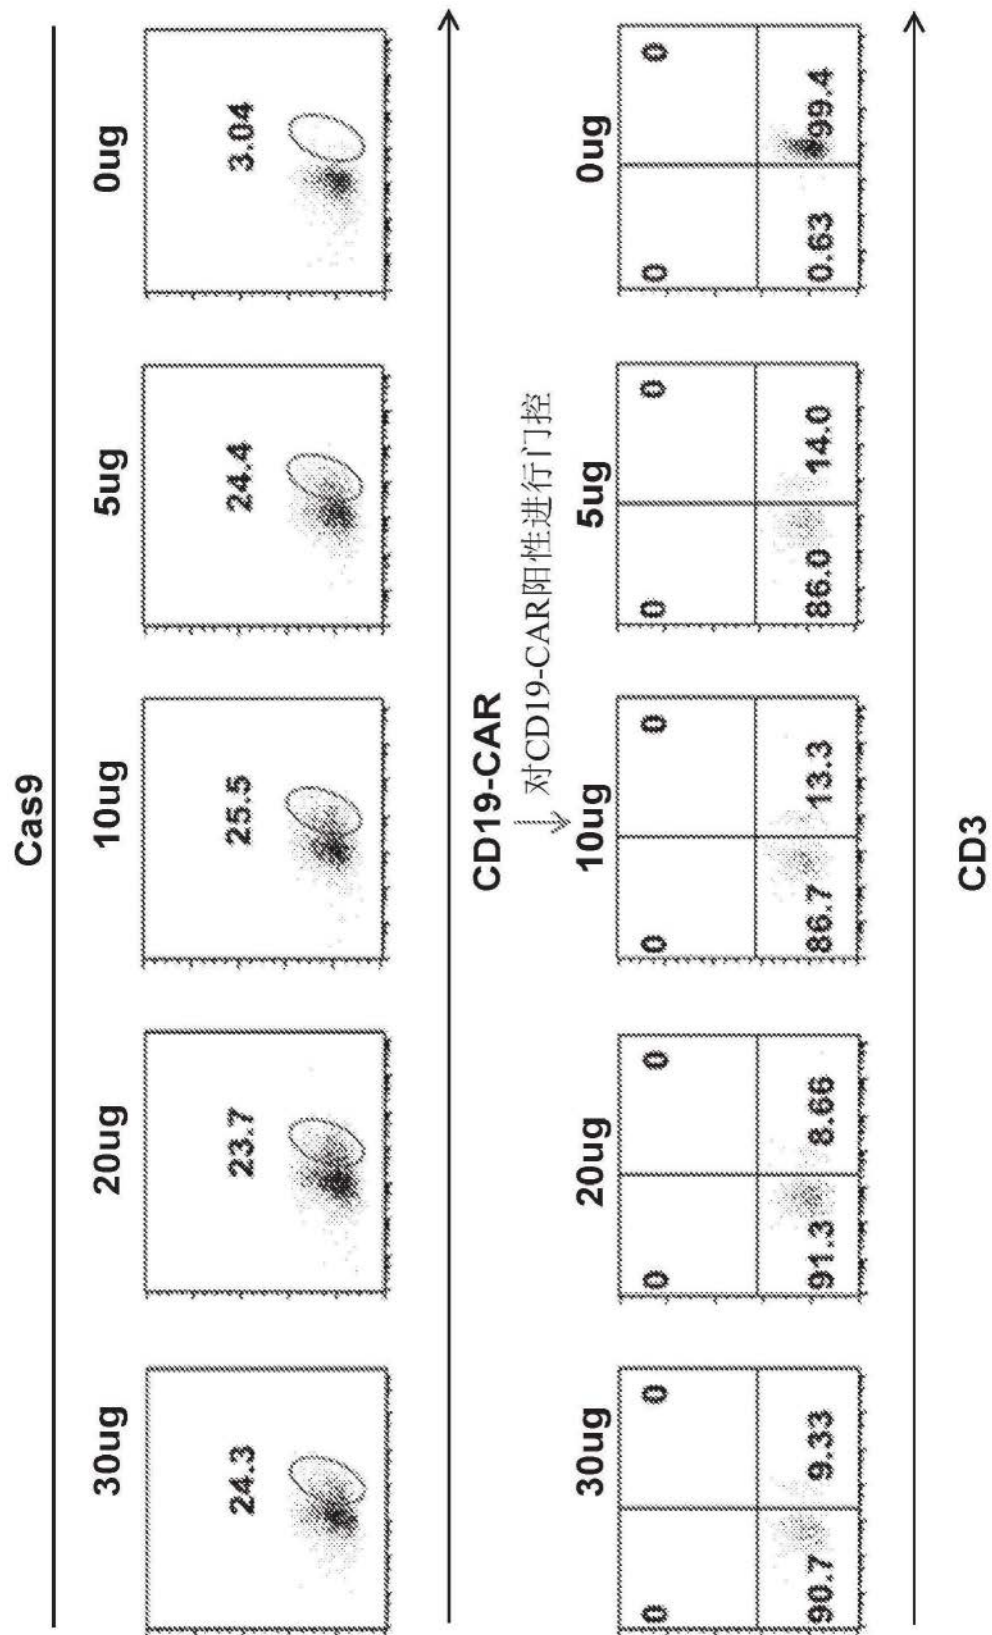 Cas9
30ug 20ug 10ug 5ug 0ug
24.3 23.7 25.5 24.4 3.04
CD19-CAR
对CD19-CAR阳性进行门控
30ug 20ug 10ug 5ug 0ug
0 0 0 0 0 0 0 0 0 0
90.7 9.33 91.3 8.66 86.7 13.3 86.0 14.0 0.63 99.4
CD3